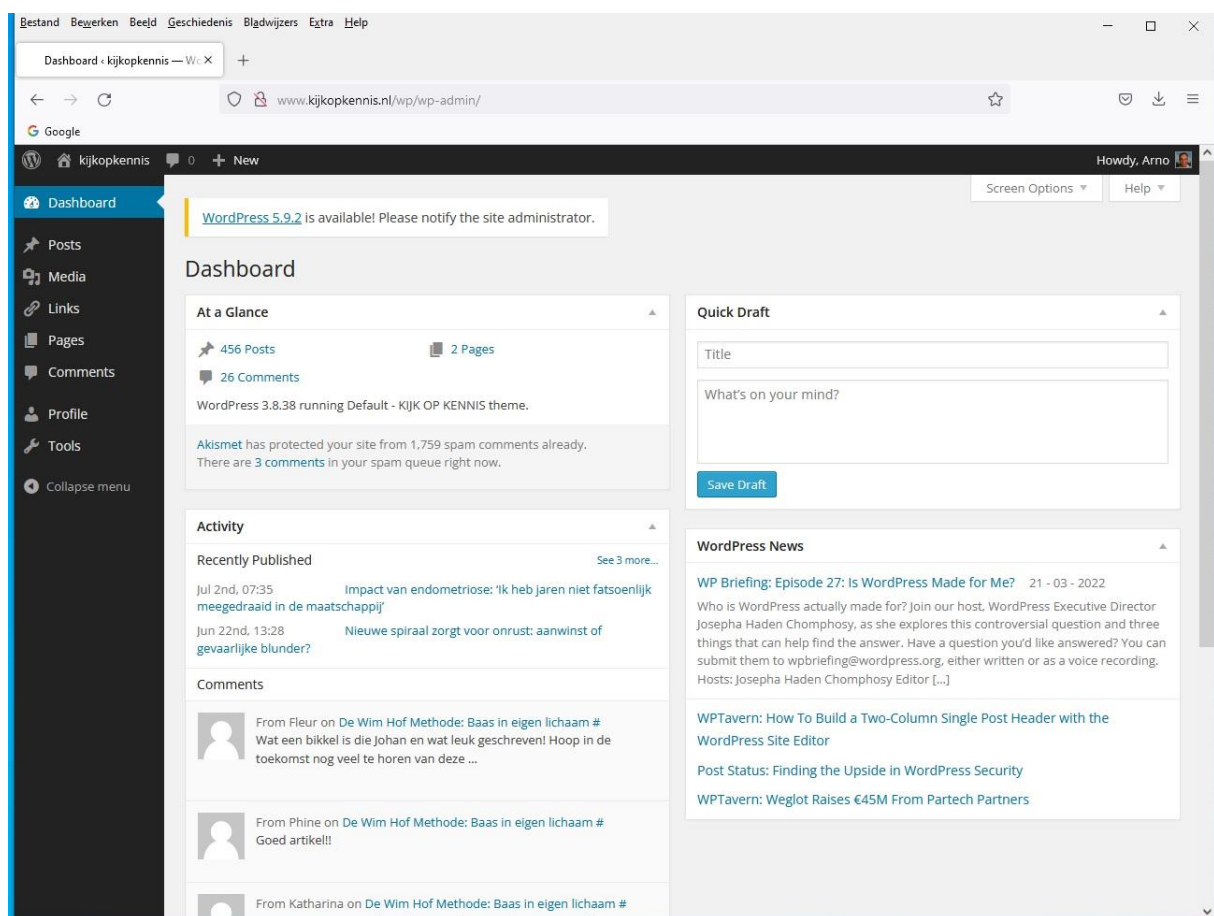 Bestand Bewerken Beeld Geschiedenis Bladwijzers Extra Help
Dashboard ‹ kijkopkennis — Wo
www.kijkopkennis.nl/wp/wp-admin/
G Google
kijkopkennis 0 + New
Howdy, Arno
Dashboard
Posts
Media
Links
Pages
Comments
Profile
Tools
Collapse menu
Screen Options
Help
WordPress 5.9.2 is available! Please notify the site administrator.
Dashboard
At a Glance
456 Posts
2 Pages
26 Comments
WordPress 3.8.38 running Default - KIJK OP KENNIS theme.
Akismet has protected your site from 1,759 spam comments already.
There are 3 comments in your spam queue right now.
Activity
Recently Published
See 3 more...
Jul 2nd, 07:35 Impact van endometriose: ‘Ik heb jaren niet fatsoenlijk
meegedraaid in de maatschappij’
Jun 22nd, 13:28 Nieuwe spiraal zorgt voor onrust: aanwinst of
gevaarlijke blunder?
Comments
From Fleur on De Wim Hof Methode: Baas in eigen lichaam #
Wat een bikkel is die Johan en wat leuk geschreven! Hoop in de
toekomst nog veel te horen van deze ...
From Phine on De Wim Hof Methode: Baas in eigen lichaam #
Goed artikel!!
From Katharina on De Wim Hof Methode: Baas in eigen lichaam #
Quick Draft
Title
What's on your mind?
Save Draft
WordPress News
WP Briefing: Episode 27: Is WordPress Made for Me? 21 - 03 - 2022
Who is WordPress actually made for? Join our host, WordPress Executive Director
Josepha Haden Chomphosy, as she explores this controversial question and three
things that can help find the answer. Have a question you'd like answered? You can
submit them to wpbriefing@wordpress.org, either written or as a voice recording.
Hosts: Josepha Haden Chomphosy Editor [...]
WPTavern: How To Build a Two-Column Single Post Header with the
WordPress Site Editor
Post Status: Finding the Upside in WordPress Security
WPTavern: Weglot Raises €45M From Partech Partners